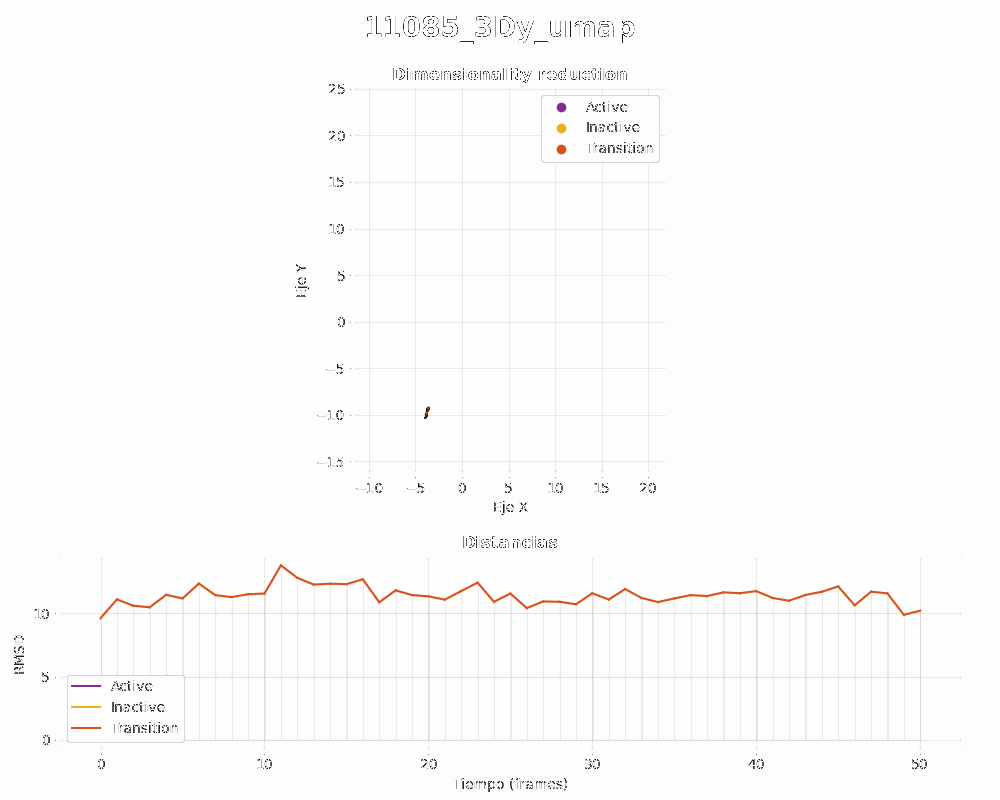 11085_3Dy_umap
Dimensionality reduction
25
20
15
10
5
0
−5
−10
−15
Eje Y
Active
Inactive
Transition
−10 −5 0 5 10 15 20
Eje X
Distancias
10
5
0
RMSD
Active
Inactive
Transition
0 10 20 30 40 50
Tiempo (frames)